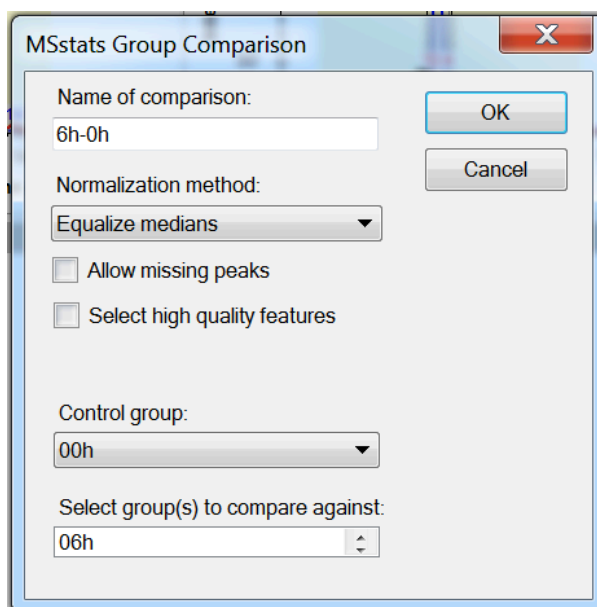 MSstats Group Comparison
Name of comparison:
6h-0h
OK
Cancel
Normalization method:
Equalize medians
Allow missing peaks
Select high quality features
Control group:
00h
Select group(s) to compare against:
06h